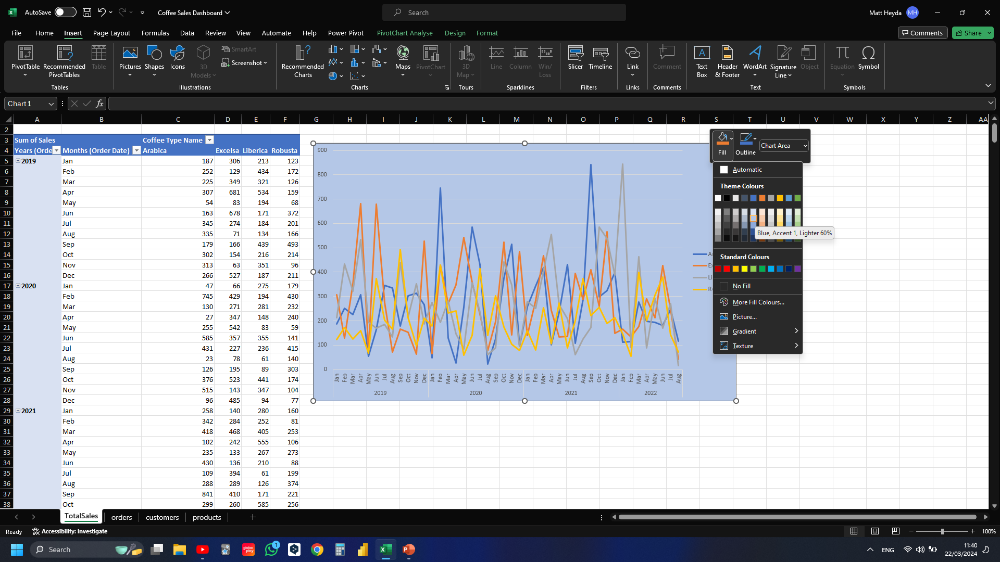 AutoSave
Coffee Sales Dashboard
Search
Matt Heyda MH
File Home Insert Page Layout Formulas Data Review View Automate Help Power Pivot PivotChart Analyse Design Format
Comments Share
PivotTable
Recommended PivotTables
Table
Tables
Pictures
Shapes
Icons
3D Models
SmartArt
Screenshot
Illustrations
Recommended Charts
Maps
PivotChart
Charts
3D Map
Tours
Line
Column
Win/ Loss
Sparklines
Slicer
Timeline
Filters
Link
Links
Comment
Comments
Text Box
Header & Footer
WordArt
Signature Line
Object
Text
Equation
Symbol
Symbols
Chart 1
fx
A B C D E F G H I J K L M N O P Q R S T U V W X Y Z AA
2
3 Sum of Sales Coffee Type Name
4 Years (Orde Months (Order Date) Arabica Excelsa Liberica Robusta
5 2019 Jan 187 306 213 123
6 Feb 252 129 434 172
7 Mar 225 349 321 126
8 Apr 307 681 534 159
9 May 54 83 194 68
10 Jun 163 678 171 372
11 Jul 345 274 184 201
12 Aug 335 71 134 166
13 Sep 179 166 439 493
14 Oct 302 154 216 214
15 Nov 313 63 351 96
16 Dec 266 527 187 211
17 2020 Jan 47 66 275 179
18 Feb 745 429 194 430
19 Mar 130 271 281 232
20 Apr 27 347 148 240
21 May 255 542 83 59
22 Jun 585 357 355 141
23 Jul 431 227 236 415
24 Aug 23 78 61 140
25 Sep 126 195 89 303
26 Oct 376 523 441 174
27 Nov 515 143 347 104
28 Dec 96 485 94 77
29 2021 Jan 258 140 280 160
30 Feb 342 284 252 81
31 Mar 418 468 405 253
32 Apr 102 242 555 106
33 May 235 133 267 273
34 Jun 430 136 210 88
35 Jul 109 394 61 199
36 Aug 288 289 126 374
37 Sep 841 410 171 221
38 Oct 299 260 585 256
900
800
700
600
500
400
300
200
100
0
Jan Feb Mar Apr May Jun Jul Aug Sep Oct Nov Dec Jan Feb Mar Apr May Jun Jul Aug Sep Oct Nov Dec Jan Feb Mar Apr May Jun Jul Aug Sep Oct Nov Dec Jan Feb Mar Apr May Jun Jul Aug
2019 2020 2021 2022
Fill
Outline
Chart Area
Automatic
Theme Colours
Blue, Accent 1, Lighter 60%
Standard Colours
No Fill
More Fill Colours...
Picture...
Gradient
Texture
TotalSales orders customers products
Ready
Accessibility: Investigate
100%
Search
globo play
1
ENG
11:40
22/03/2024